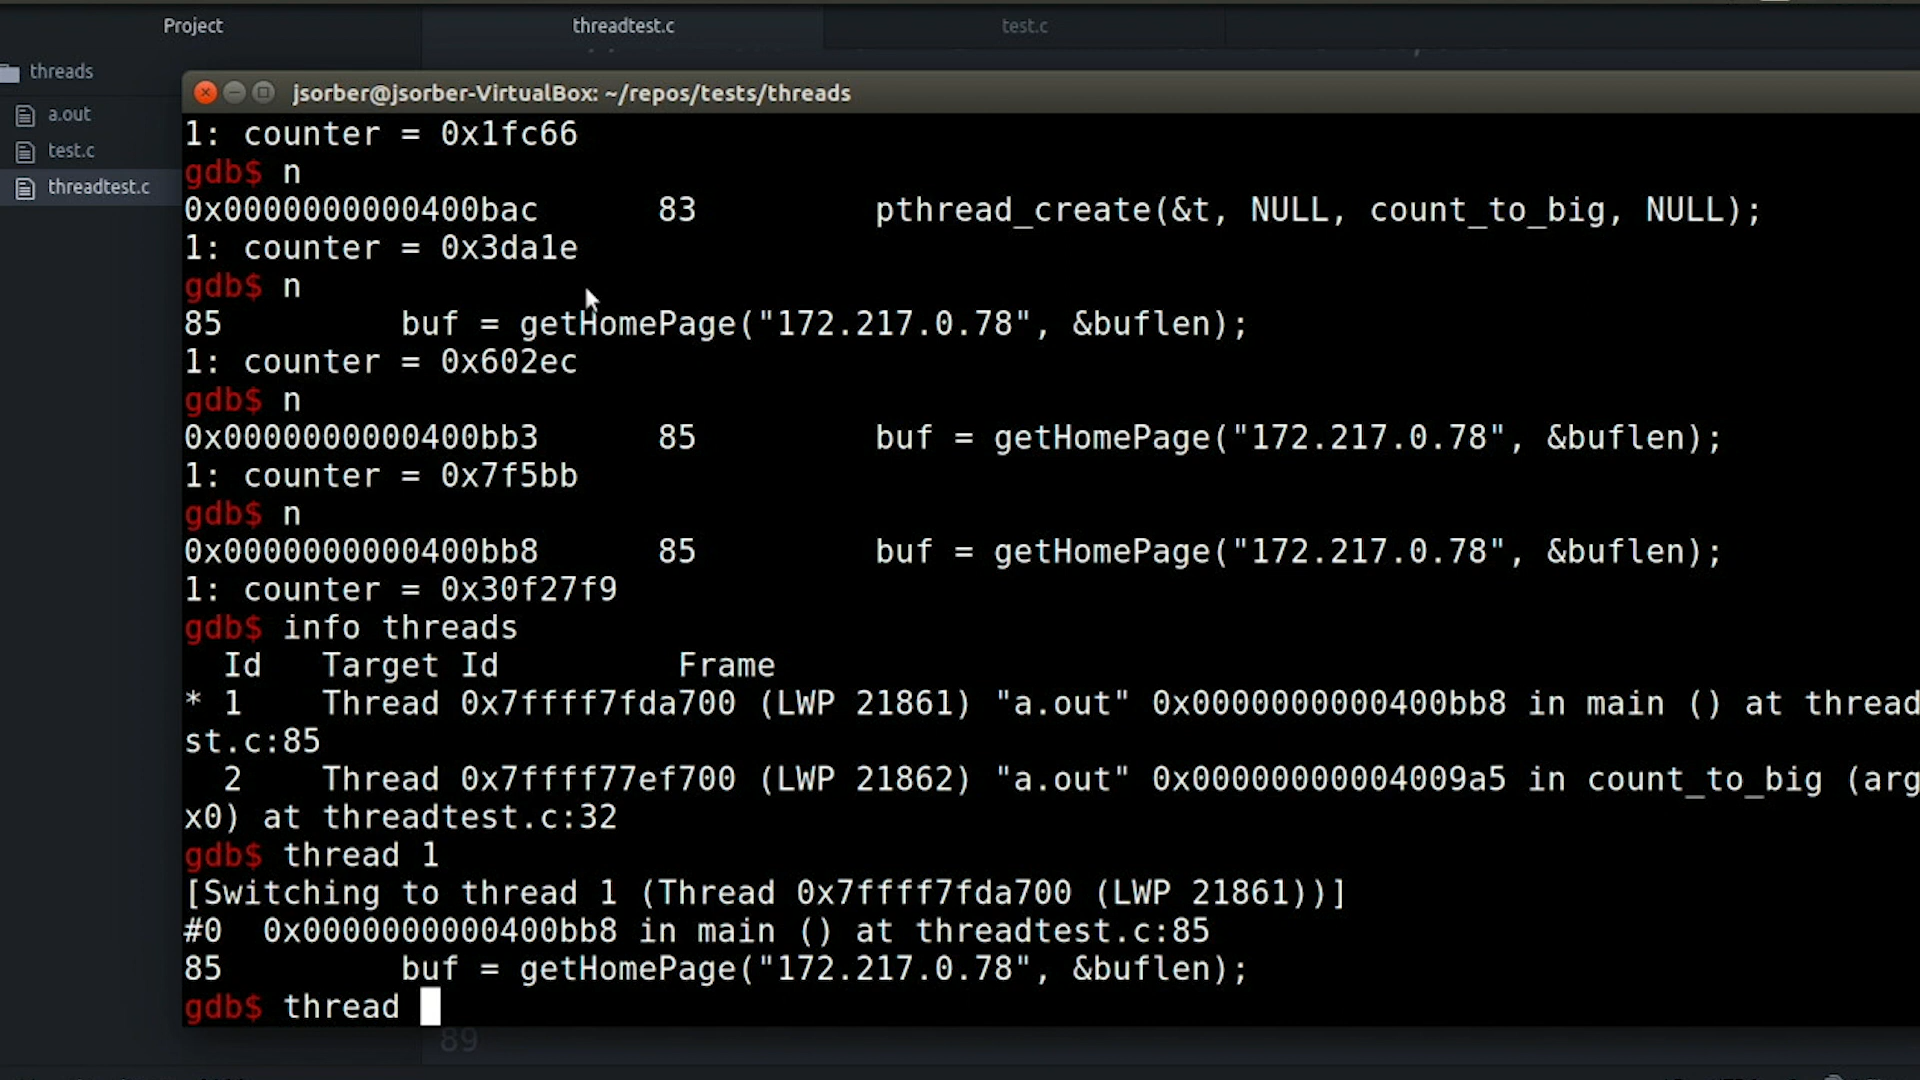 Project
threadtest.c
test.c
threads
a.out
test.c
threadtest.c
jsorber@jsorber-VirtualBox: ~/repos/tests/threads
1: counter = 0x1fc66
gdb$ n
0x0000000000400bac 83 pthread_create(&t, NULL, count_to_big, NULL);
1: counter = 0x3da1e
gdb$ n
85 buf = getHomePage("172.217.0.78", &buflen);
1: counter = 0x602ec
gdb$ n
0x0000000000400bb3 85 buf = getHomePage("172.217.0.78", &buflen);
1: counter = 0x7f5bb
gdb$ n
0x0000000000400bb8 85 buf = getHomePage("172.217.0.78", &buflen);
1: counter = 0x30f27f9
gdb$ info threads
Id Target Id Frame
* 1 Thread 0x7ffff7fda700 (LWP 21861) "a.out" 0x0000000000400bb8 in main () at thread
st.c:85
2 Thread 0x7ffff77ef700 (LWP 21862) "a.out" 0x00000000004009a5 in count_to_big (arg
x0) at threadtest.c:32
gdb$ thread 1
[Switching to thread 1 (Thread 0x7ffff7fda700 (LWP 21861))]
#0 0x0000000000400bb8 in main () at threadtest.c:85
85 buf = getHomePage("172.217.0.78", &buflen);
gdb$ thread
89